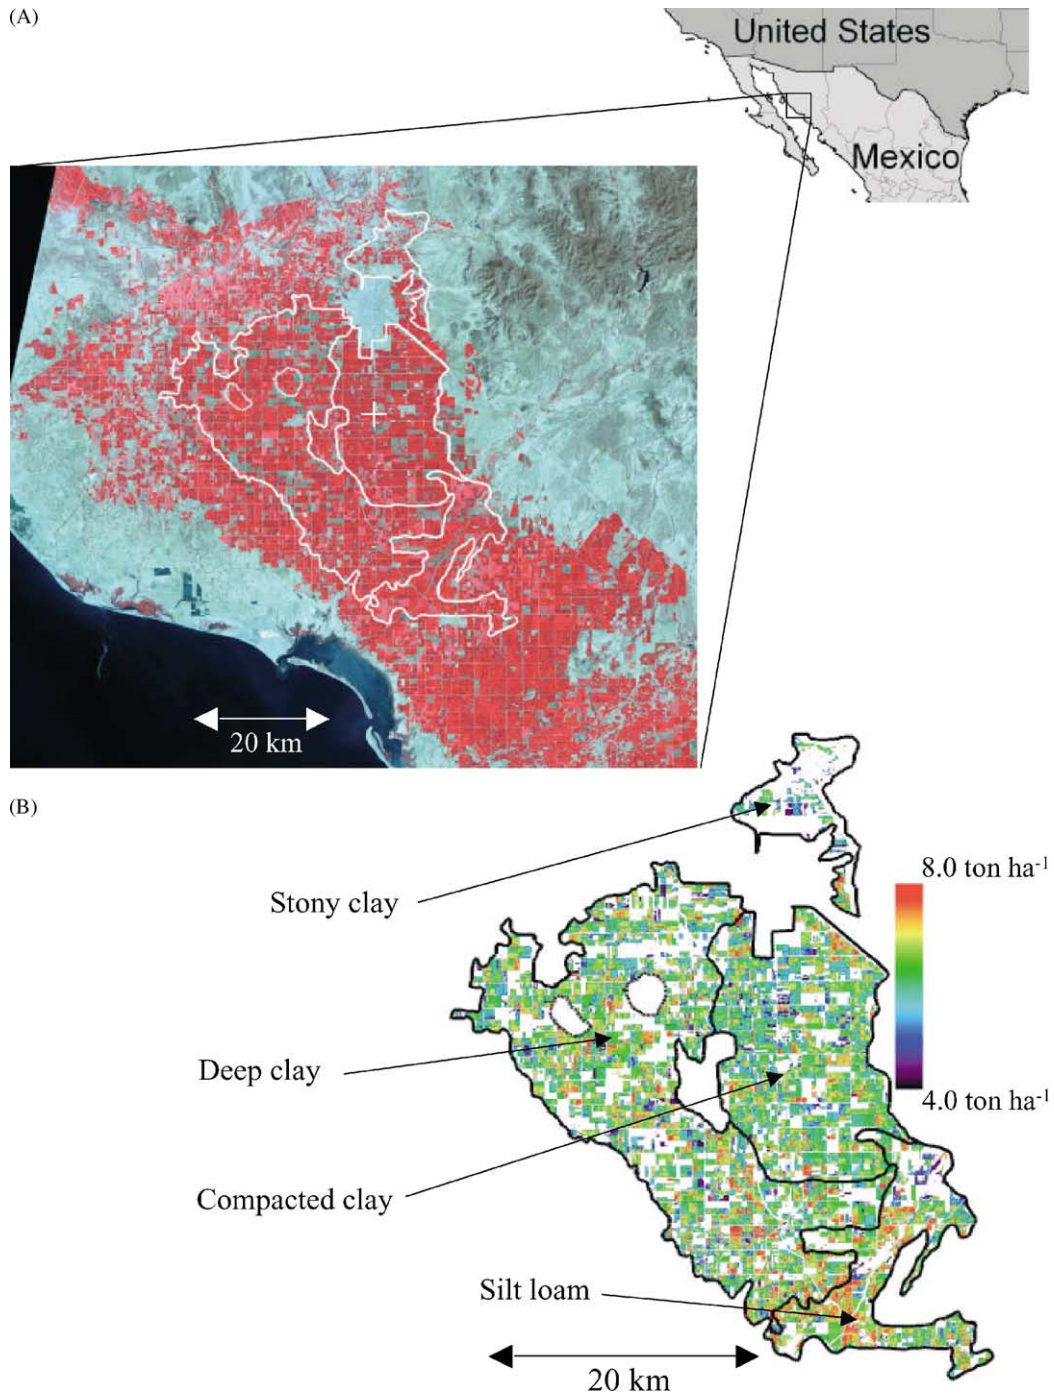 (A)
United States
Mexico
20 km
(B)
8.0 ton ha⁻¹
Stony clay
Deep clay
4.0 ton ha⁻¹
Compacted clay
Silt loam
20 km